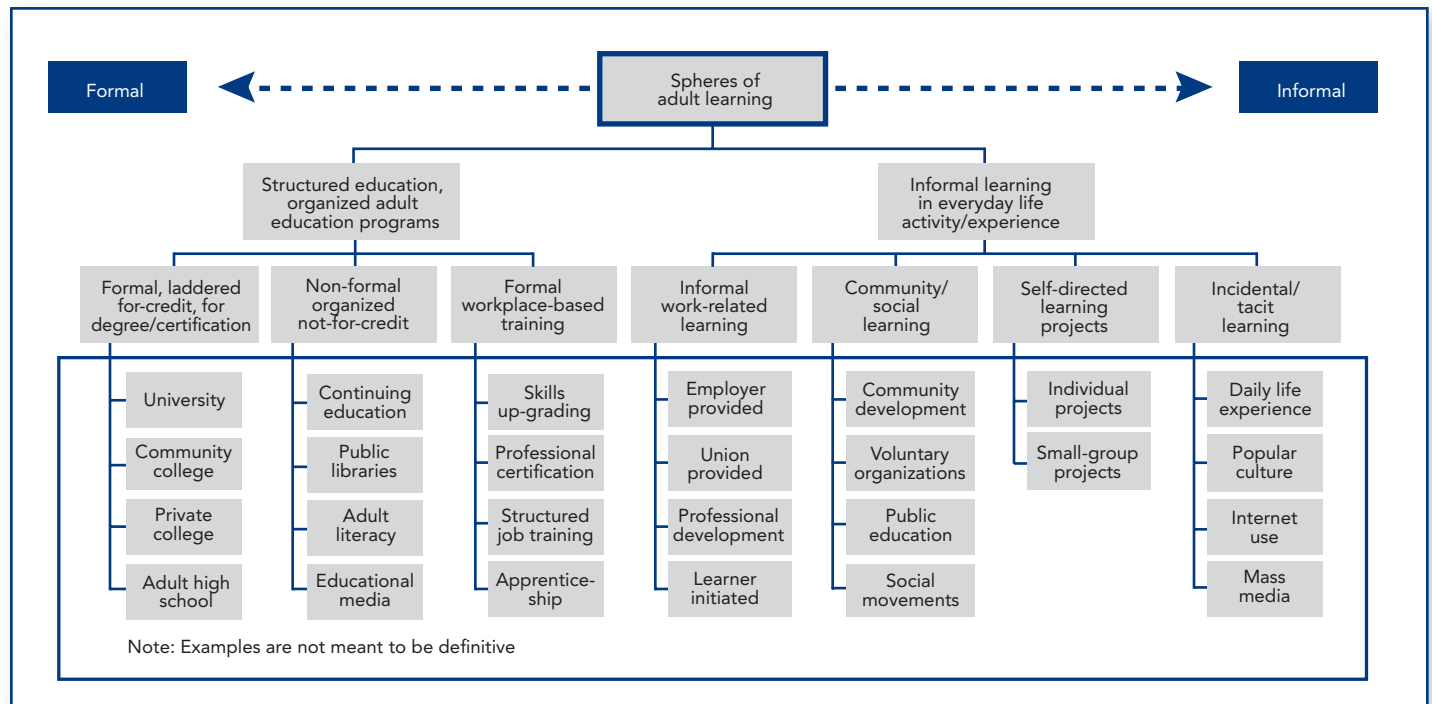 Formal
Spheres of
adult learning
Informal
Structured education,
organized adult
education programs
Informal learning
in everyday life
activity/experience
Formal, laddered
for-credit, for
degree/certification
Non-formal
organized
not-for-credit
Formal
workplace-based
training
Informal
work-related
learning
Community/
social
learning
Self-directed
learning
projects
Incidental/
tacit
learning
University
Community
college
Private
college
Adult high
school
Continuing
education
Public
libraries
Adult
literacy
Educational
media
Skills
up-grading
Professional
certification
Structured
job training
Apprentice-
ship
Employer
provided
Union
provided
Professional
development
Learner
initiated
Community
development
Voluntary
organizations
Public
education
Social
movements
Individual
projects
Small-group
projects
Daily life
experience
Popular
culture
Internet
use
Mass
media
Note: Examples are not meant to be definitive